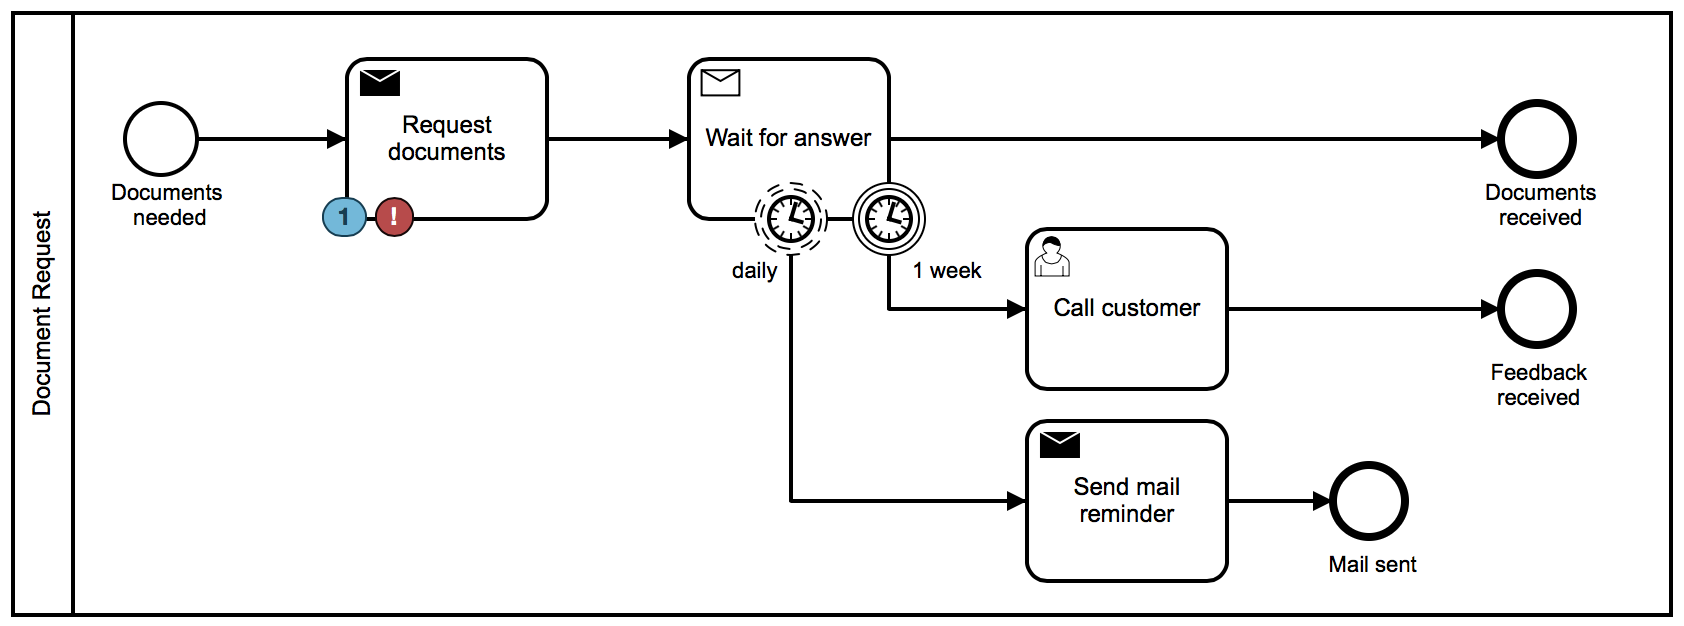 Document Request
Documents
needed
Request
documents
1
!
Wait for answer
daily
1 week
Documents
received
Call customer
Feedback
received
Send mail
reminder
Mail sent